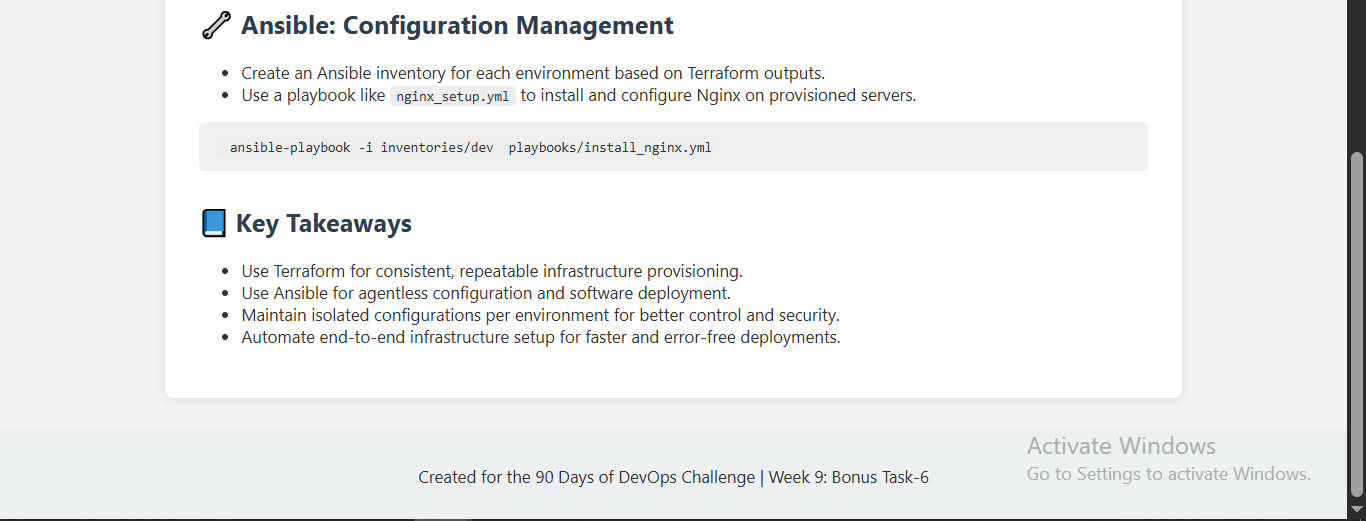 Ansible: Configuration Management
Create an Ansible inventory for each environment based on Terraform outputs.
Use a playbook like nginx_setup.yml to install and configure Nginx on provisioned servers.
ansible-playbook -i inventories/dev  playbooks/install_nginx.yml
Key Takeaways
Use Terraform for consistent, repeatable infrastructure provisioning.
Use Ansible for agentless configuration and software deployment.
Maintain isolated configurations per environment for better control and security.
Automate end-to-end infrastructure setup for faster and error-free deployments.
Activate Windows
Go to Settings to activate Windows.
Created for the 90 Days of DevOps Challenge | Week 9: Bonus Task-6